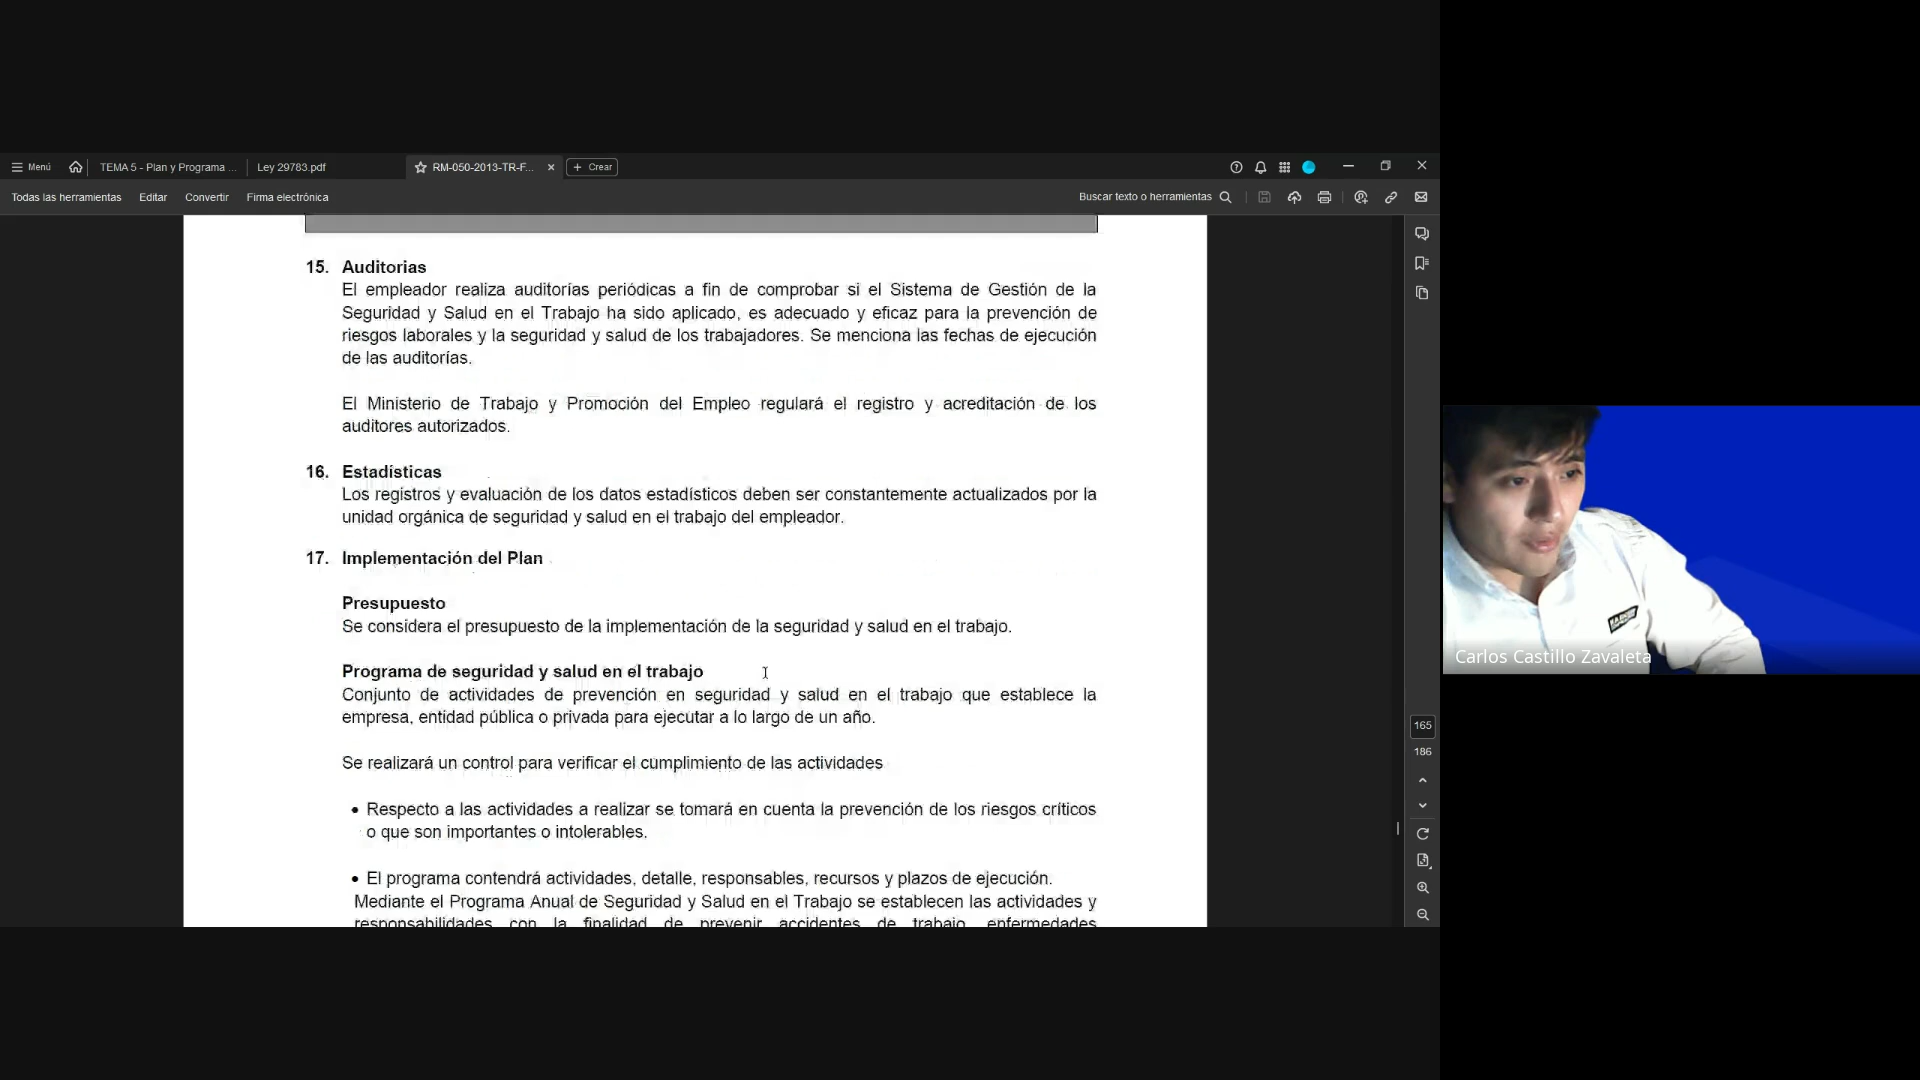 Menú
TEMA 5 - Plan y Programa ...
Ley 29783.pdf
RM-050-2013-TR-F...
Crear
Todas las herramientas
Editar
Convertir
Firma electrónica
Buscar texto o herramientas
15. Auditorias
El empleador realiza auditorías periódicas a fin de comprobar si el Sistema de Gestión de la
Seguridad y Salud en el Trabajo ha sido aplicado, es adecuado y eficaz para la prevención de
riesgos laborales y la seguridad y salud de los trabajadores. Se menciona las fechas de ejecución
de las auditorías.
El Ministerio de Trabajo y Promoción del Empleo regulará el registro y acreditación de los
auditores autorizados.
16. Estadísticas
Los registros y evaluación de los datos estadísticos deben ser constantemente actualizados por la
unidad orgánica de seguridad y salud en el trabajo del empleador.
17. Implementación del Plan
Presupuesto
Se considera el presupuesto de la implementación de la seguridad y salud en el trabajo.
Programa de seguridad y salud en el trabajo
Conjunto de actividades de prevención en seguridad y salud en el trabajo que establece la
empresa, entidad pública o privada para ejecutar a lo largo de un año.
Se realizará un control para verificar el cumplimiento de las actividades
• Respecto a las actividades a realizar se tomará en cuenta la prevención de los riesgos críticos
o que son importantes o intolerables.
• El programa contendrá actividades, detalle, responsables, recursos y plazos de ejecución.
Mediante el Programa Anual de Seguridad y Salud en el Trabajo se establecen las actividades y
responsabilidades con la finalidad de prevenir accidentes de trabajo, enfermedades
165
186
Carlos Castillo Zavaleta